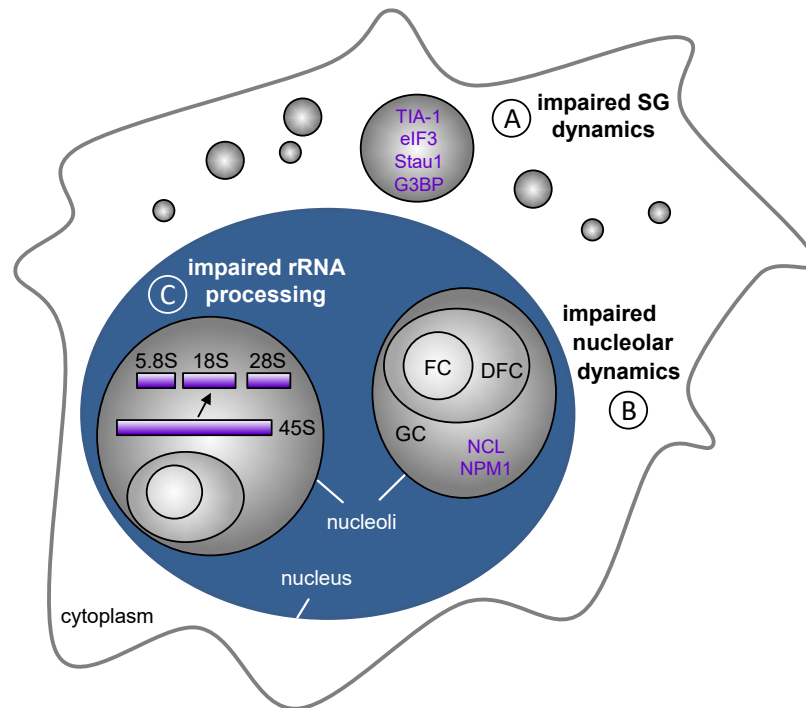 TIA-1
eIF3
Stau1
G3BP
A
impaired SG
dynamics
C
impaired rRNA
processing
5.8S 18S 28S
45S
FC
DFC
GC
NCL
NPM1
impaired
nucleolar
dynamics
B
nucleoli
nucleus
cytoplasm